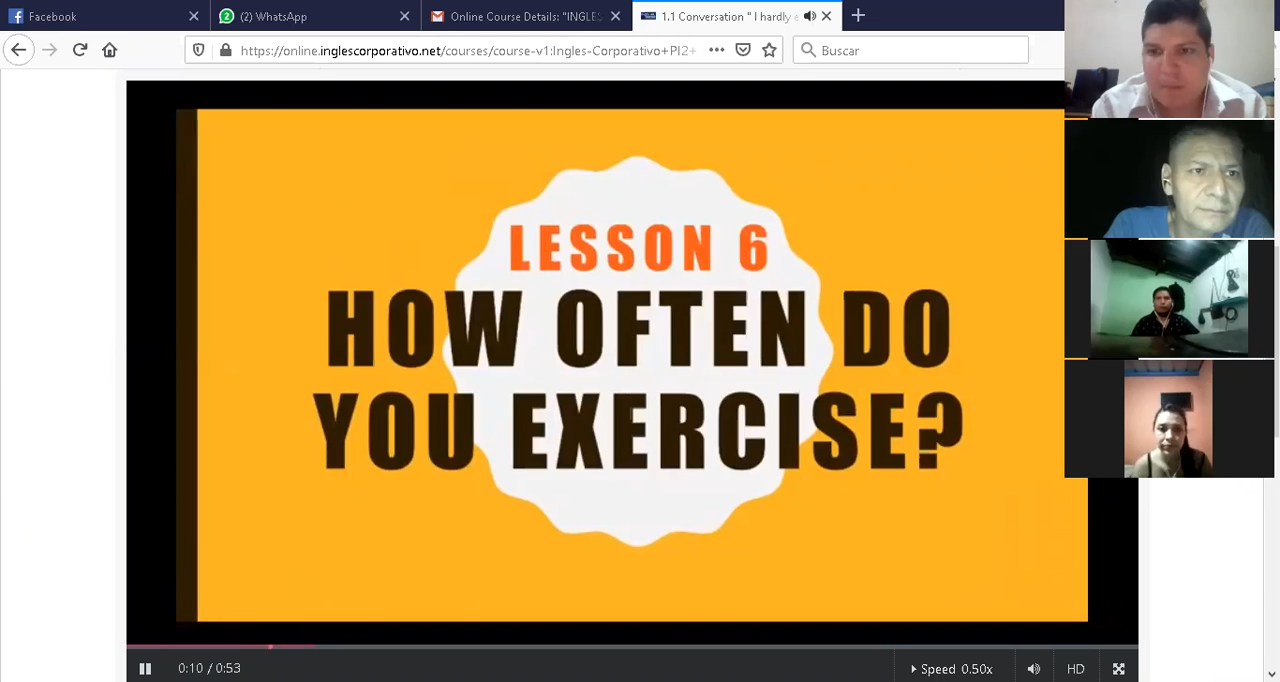 Facebook
(2) WhatsApp
Online Course Details: "INGLES
1.1 Conversation " I hardly e
https://online.inglescorporativo.net/courses/course-v1:Ingles-Corporativo+PI2+
Buscar
LESSON 6
HOW OFTEN DO
YOU EXERCISE?
0:10 / 0:53
Speed 0.50x
HD